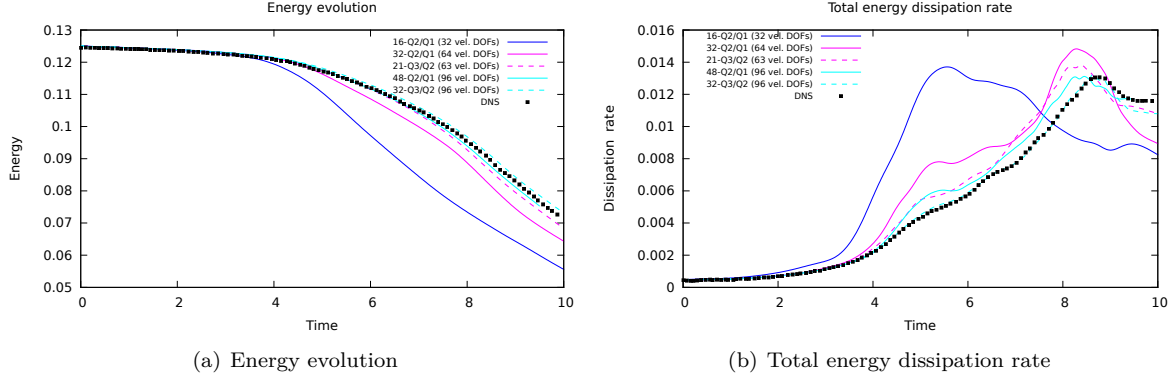 Energy evolution
0.13
0.12
0.11
0.1
0.09
0.08
0.07
0.06
0.05
Energy
0
2
4
6
8
10
Time
16-Q2/Q1 (32 vel. DOFs)
32-Q2/Q1 (64 vel. DOFs)
21-Q3/Q2 (63 vel. DOFs)
48-Q2/Q1 (96 vel. DOFs)
32-Q3/Q2 (96 vel. DOFs)
DNS
(a) Energy evolution
Total energy dissipation rate
0.016
0.014
0.012
0.01
0.008
0.006
0.004
0.002
0
Dissipation rate
0
2
4
6
8
10
Time
16-Q2/Q1 (32 vel. DOFs)
32-Q2/Q1 (64 vel. DOFs)
21-Q3/Q2 (63 vel. DOFs)
48-Q2/Q1 (96 vel. DOFs)
32-Q3/Q2 (96 vel. DOFs)
DNS
(b) Total energy dissipation rate